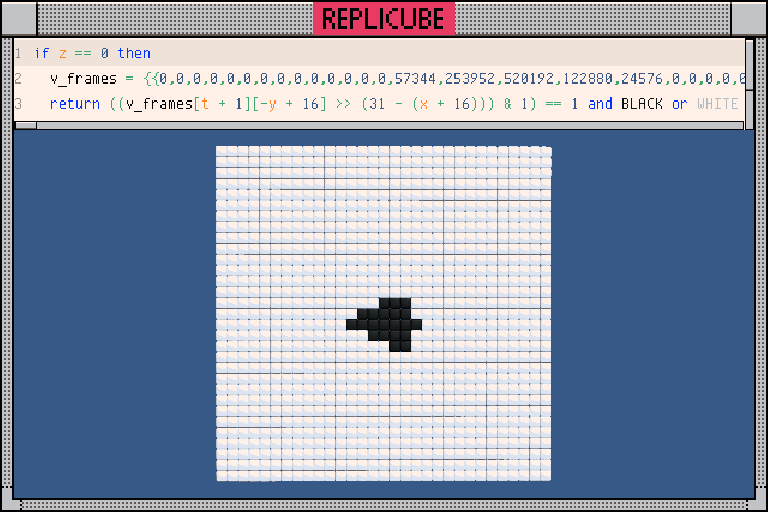 REPLICUBE
1 if z == 0 then
2 v_frames = {{0,0,0,0,0,0,0,0,0,0,0,0,0,0,57344,253952,520192,122880,24576,0,0,0,0,0
3 return ((v_frames[t + 1][-y + 16] >> (31 - (x + 16))) & 1) == 1 and BLACK or WHITE